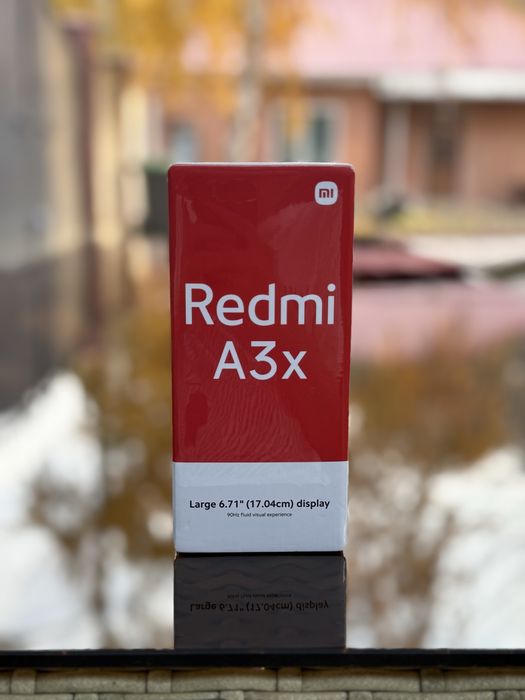 mi
Redmi
A3x
Large 6.71" (17.04cm) display
90Hz fluid visual experience